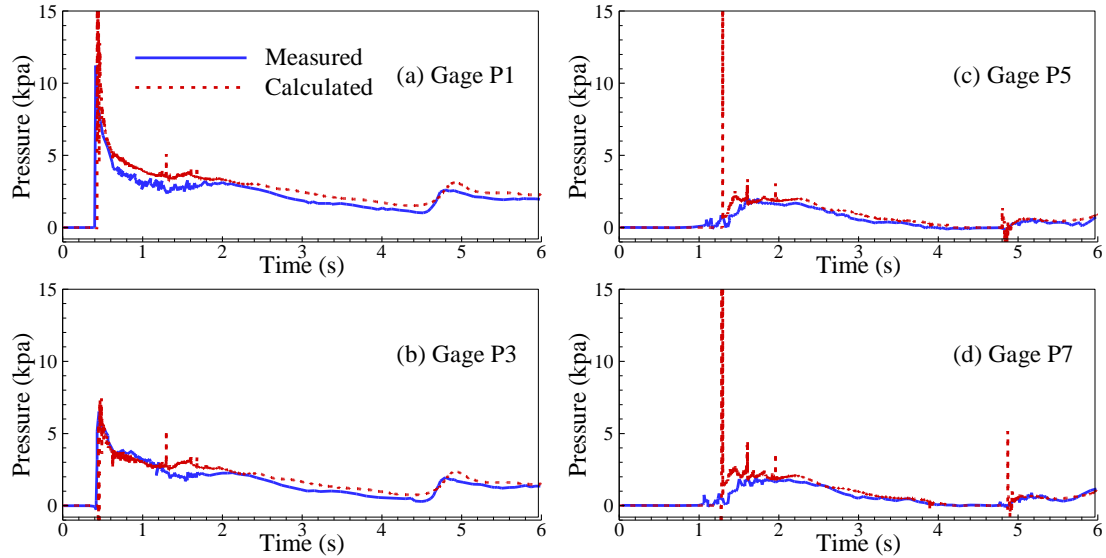 15
10
5
0
Pressure (kpa)
Measured
Calculated
(a) Gage P1
0 1 2 3 4 5 6
Time (s)
15
10
5
0
Pressure (kpa)
(c) Gage P5
0 1 2 3 4 5 6
Time (s)
15
10
5
0
Pressure (kpa)
(b) Gage P3
0 1 2 3 4 5 6
Time (s)
15
10
5
0
Pressure (kpa)
(d) Gage P7
0 1 2 3 4 5 6
Time (s)